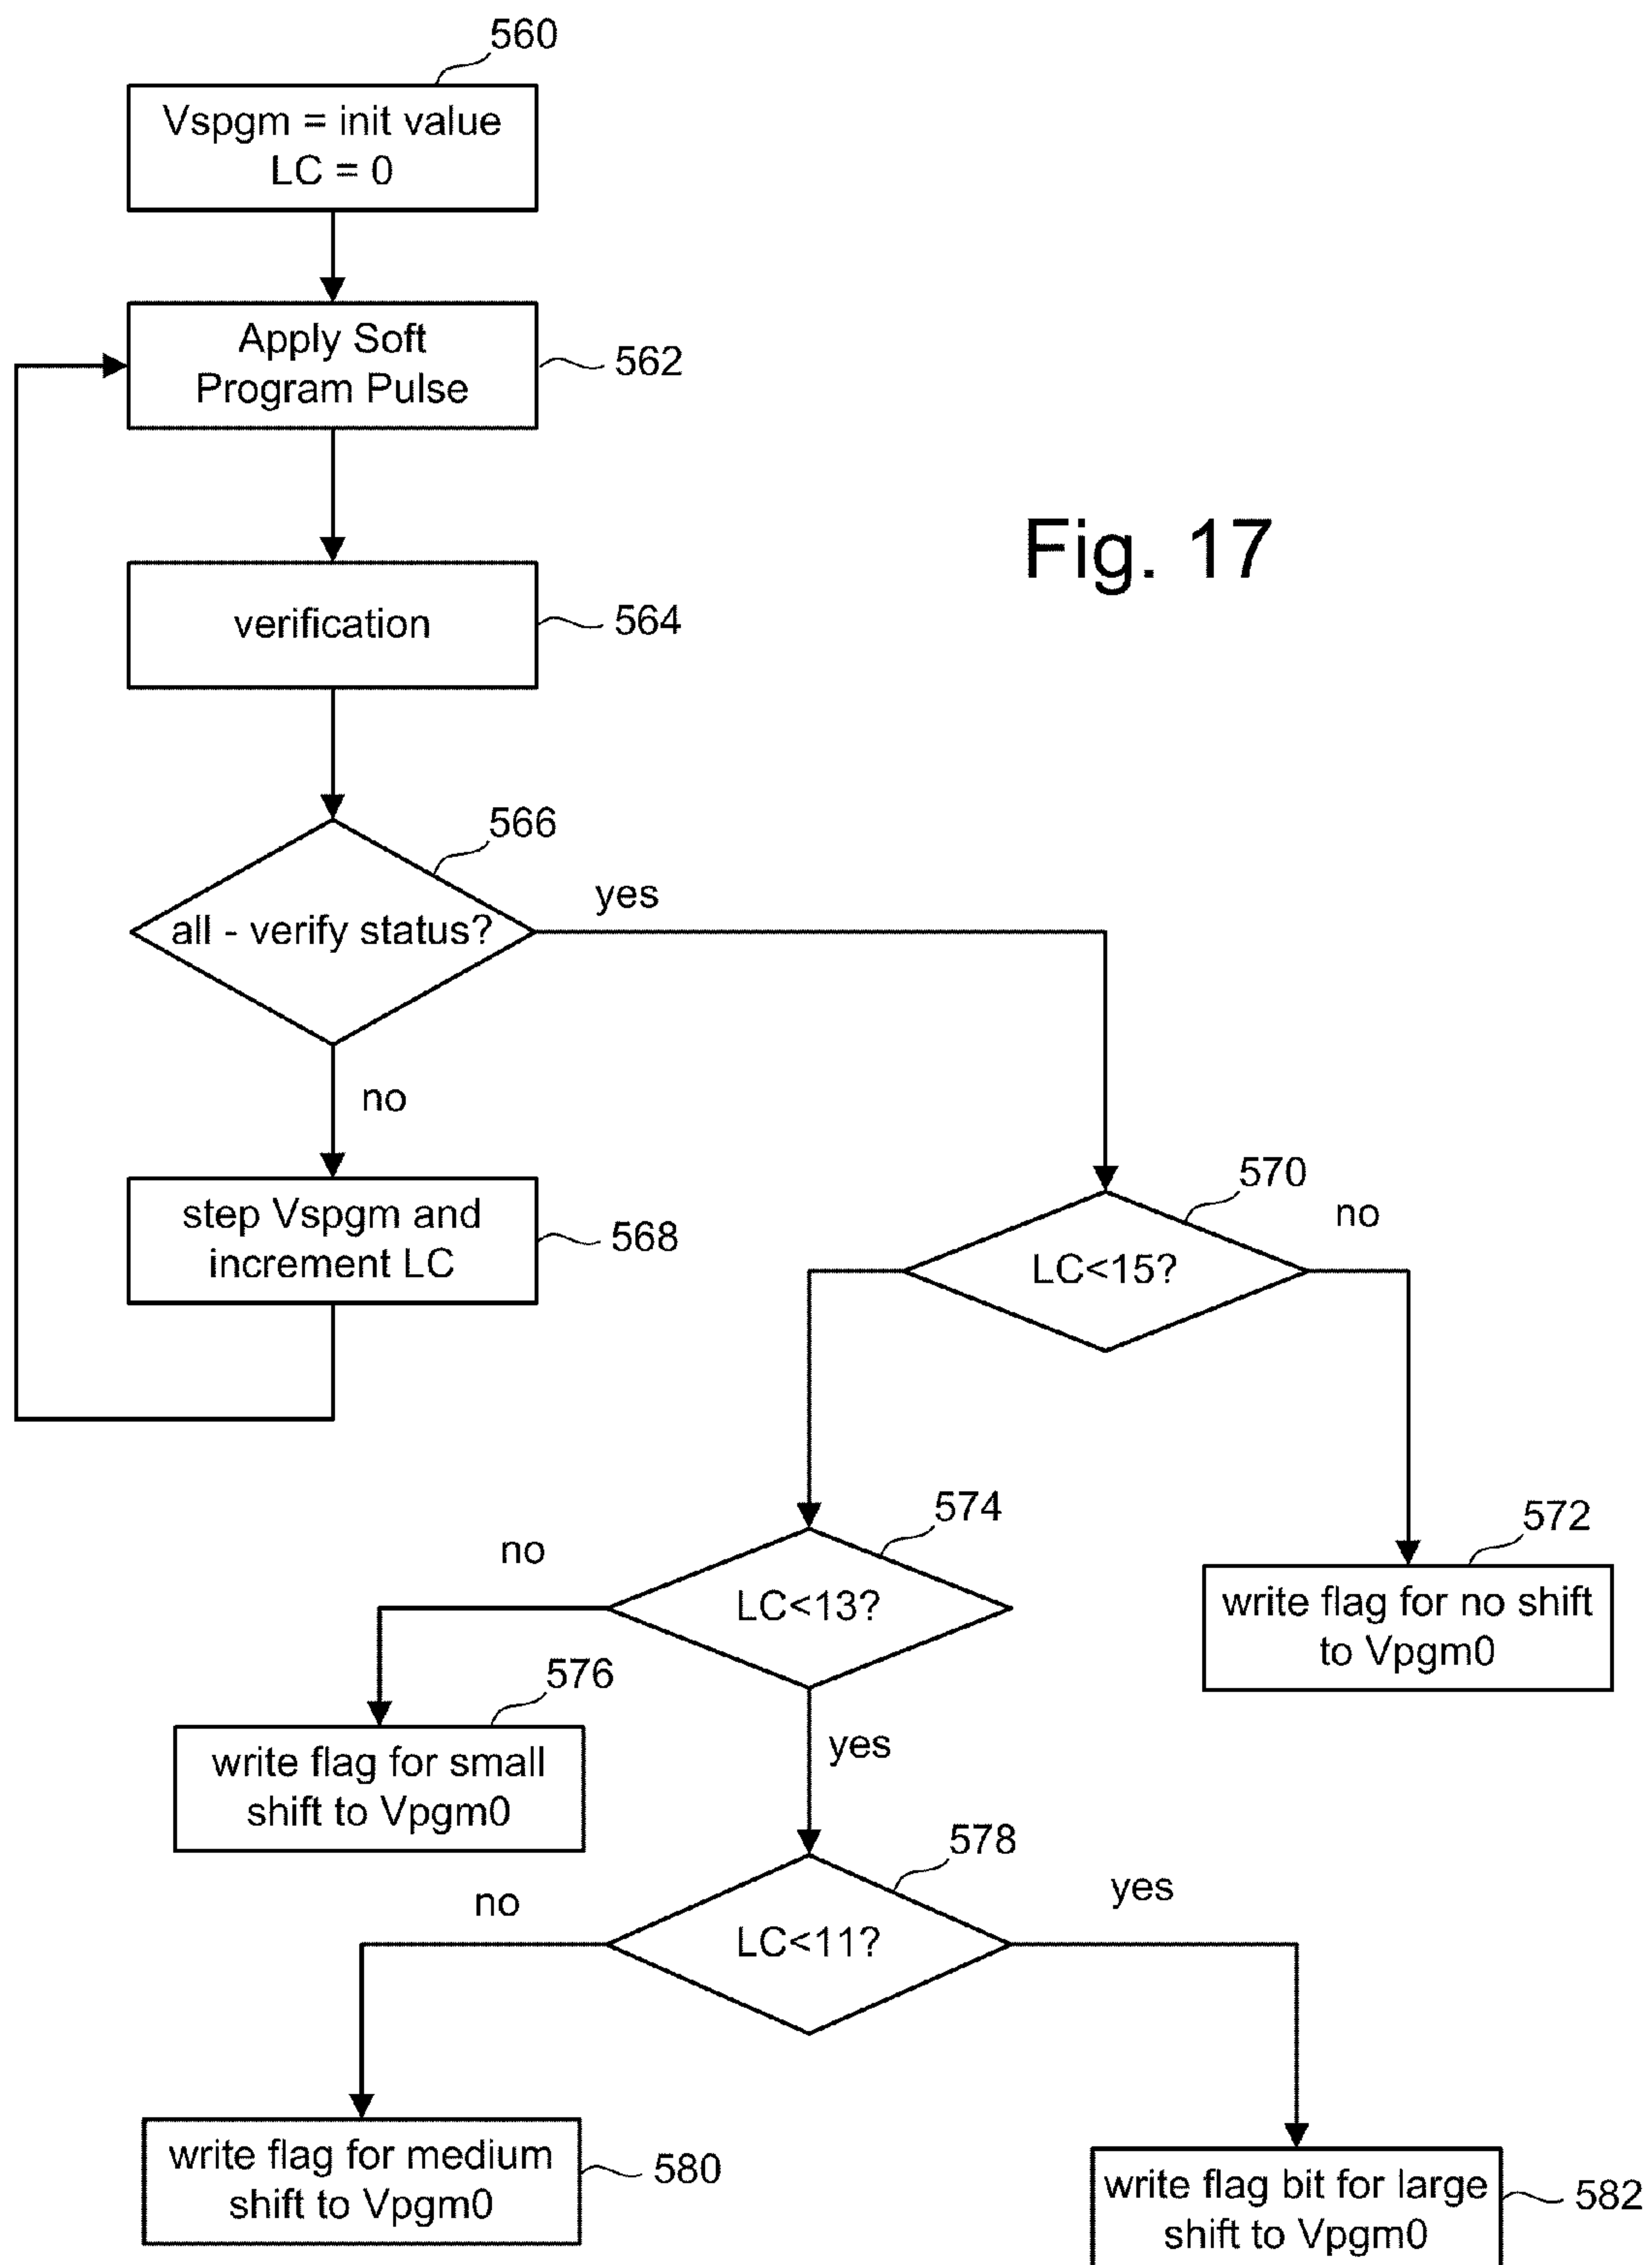 560
Vspgm = init value
LC = 0
Apply Soft
Program Pulse
562
Fig. 17
verification
564
566
all - verify status?
yes
no
step Vspgm and
increment LC
568
570
LC<15?
no
574
LC<13?
no
572
write flag for no shift
to Vpgm0
576
write flag for small
shift to Vpgm0
yes
578
LC<11?
no
yes
write flag for medium
shift to Vpgm0
580
write flag bit for large
shift to Vpgm0
582